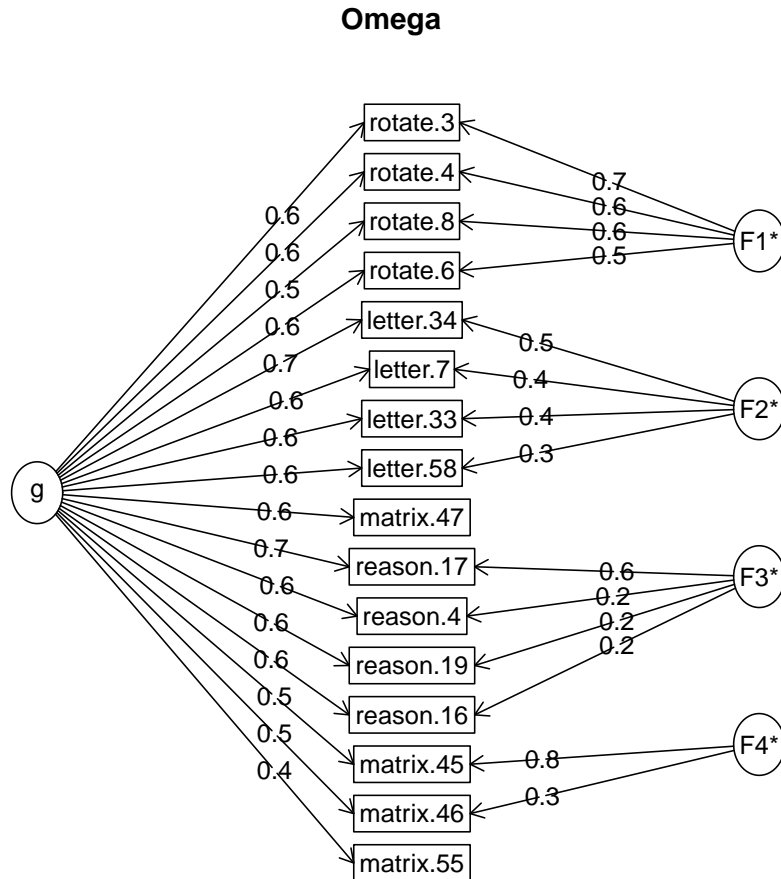 Omega
rotate.3
rotate.4
rotate.8
rotate.6
letter.34
letter.7
letter.33
letter.58
matrix.47
reason.17
reason.4
reason.19
reason.16
matrix.45
matrix.46
matrix.55
g
0.6
0.6
0.5
0.6
0.7
0.6
0.6
0.6
0.6
0.7
0.6
0.6
0.6
0.5
0.5
0.4
F1*
0.7
0.6
0.6
0.5
F2*
0.5
0.4
0.4
0.3
F3*
0.6
0.2
0.2
0.2
F4*
0.8
0.3